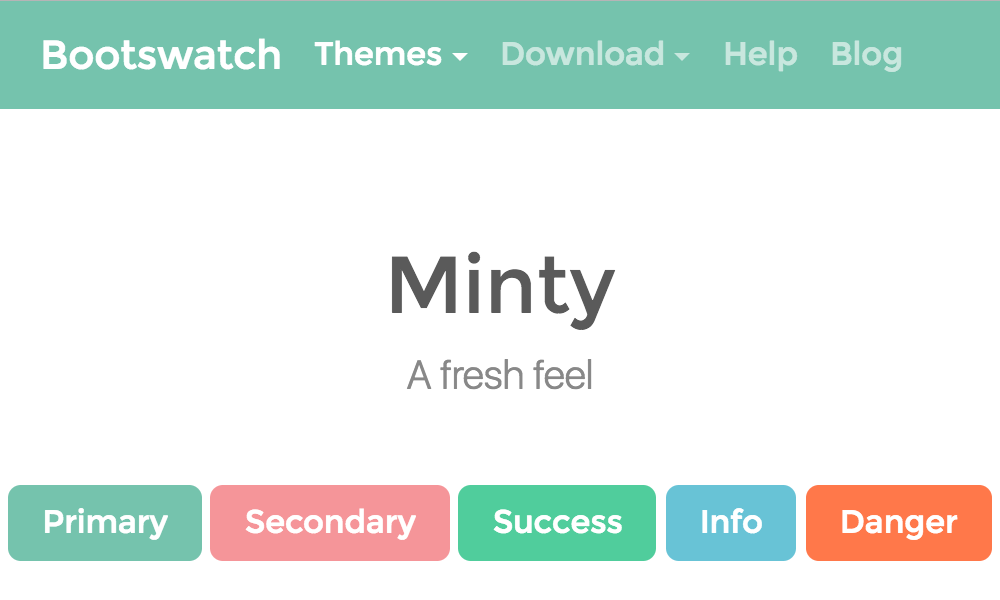 Bootswatch Themes Download Help Blog
Minty
A fresh feel
Primary Secondary Success Info Danger